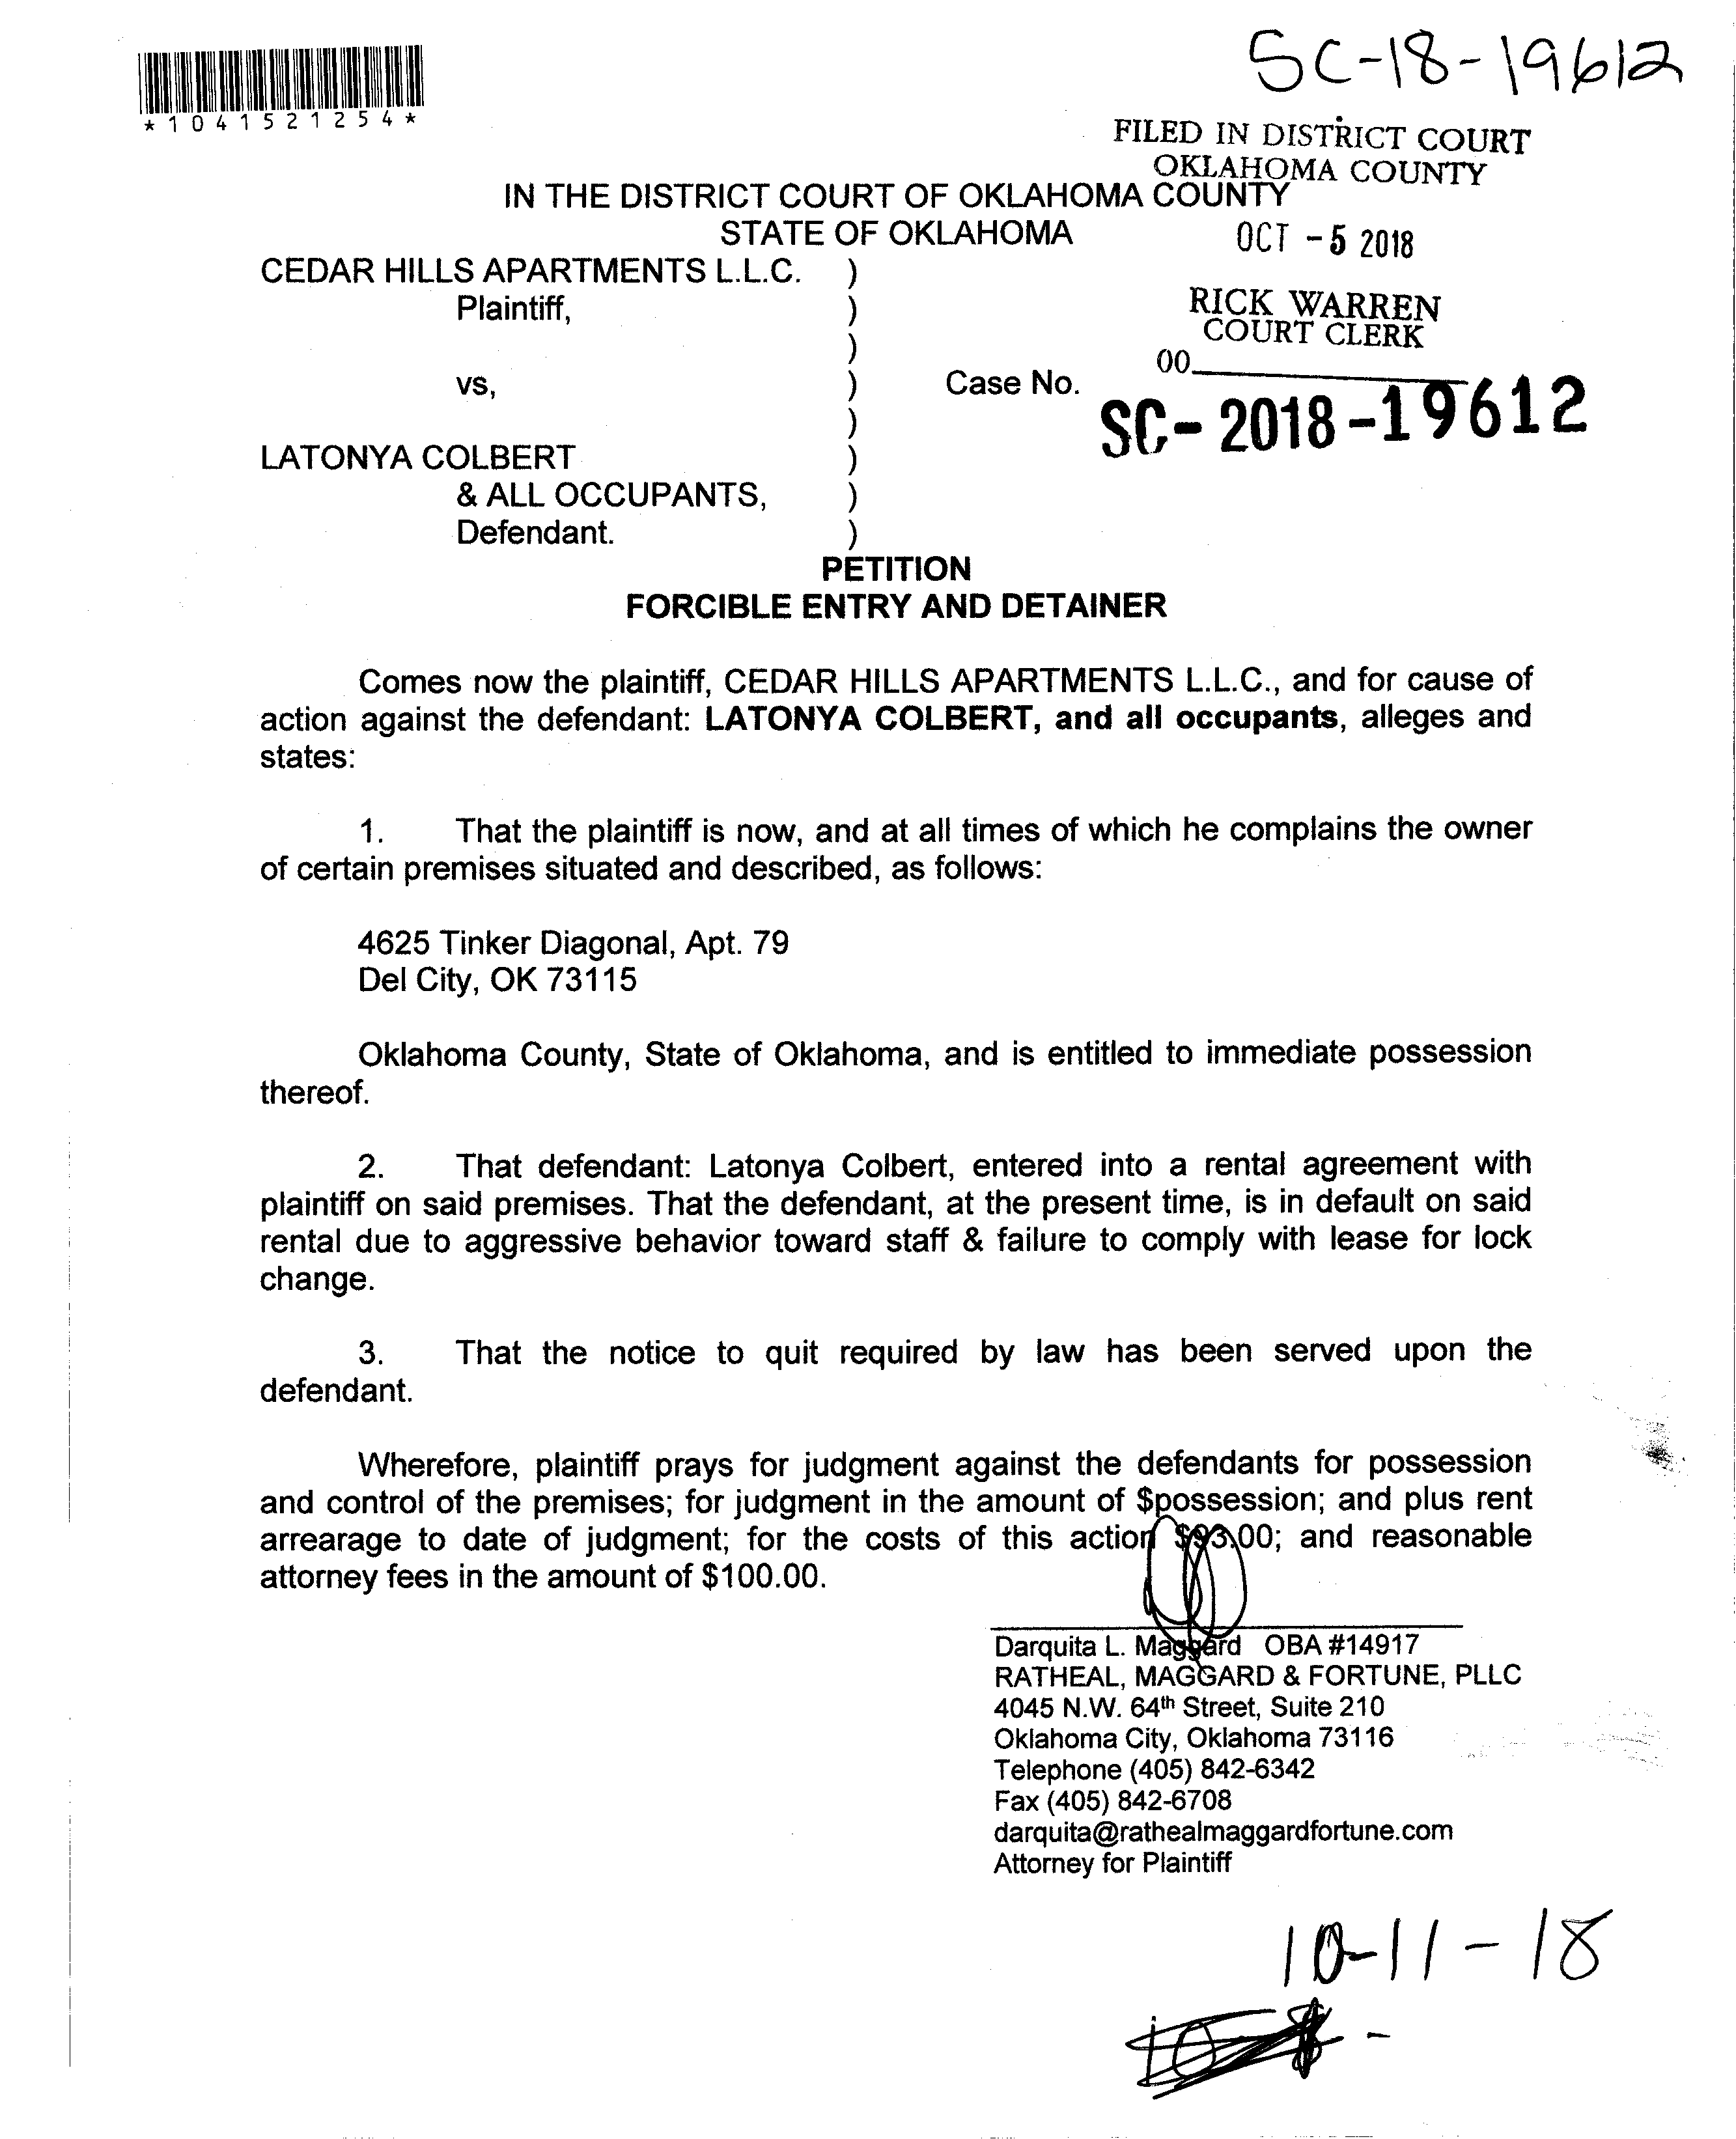 SC-18-19612
*1041521254*
FILED IN DISTRICT COURT
OKLAHOMA COUNTY
IN THE DISTRICT COURT OF OKLAHOMA COUNTY
STATE OF OKLAHOMA
OCT -5 2018
CEDAR HILLS APARTMENTS L.L.C. )
Plaintiff, )
RICK WARREN
COURT CLERK
)
00
vs, ) Case No.
SC-2018-19612
)
LATONYA COLBERT )
& ALL OCCUPANTS, )
Defendant. )
PETITION
FORCIBLE ENTRY AND DETAINER
Comes now the plaintiff, CEDAR HILLS APARTMENTS L.L.C., and for cause of
action against the defendant: LATONYA COLBERT, and all occupants, alleges and
states:
1. That the plaintiff is now, and at all times of which he complains the owner
of certain premises situated and described, as follows:
4625 Tinker Diagonal, Apt. 79
Del City, OK 73115
Oklahoma County, State of Oklahoma, and is entitled to immediate possession
thereof.
2. That defendant: Latonya Colbert, entered into a rental agreement with
plaintiff on said premises. That the defendant, at the present time, is in default on said
rental due to aggressive behavior toward staff & failure to comply with lease for lock
change.
3. That the notice to quit required by law has been served upon the
defendant.
Wherefore, plaintiff prays for judgment against the defendants for possession
and control of the premises; for judgment in the amount of $possession; and plus rent
arrearage to date of judgment; for the costs of this action $93.00; and reasonable
attorney fees in the amount of $100.00.
Darquita L. Maggard OBA #14917
RATHEAL, MAGGARD & FORTUNE, PLLC
4045 N.W. 64th Street, Suite 210
Oklahoma City, Oklahoma 73116
Telephone (405) 842-6342
Fax (405) 842-6708
darquita@rathealmaggardfortune.com
Attorney for Plaintiff
10-11-18